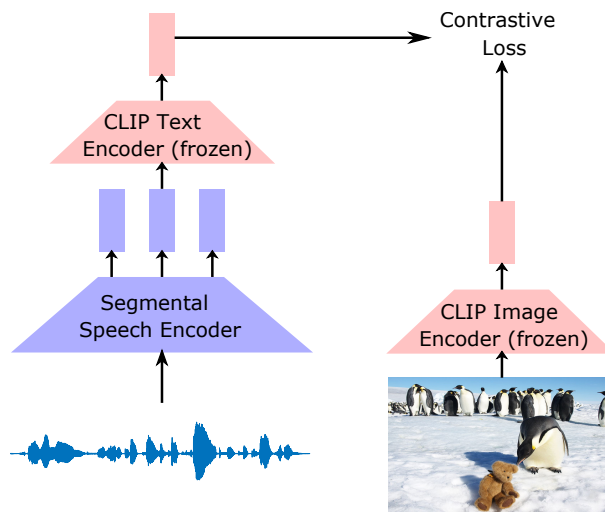 Contrastive
Loss
CLIP Text
Encoder (frozen)
Segmental
Speech Encoder
CLIP Image
Encoder (frozen)